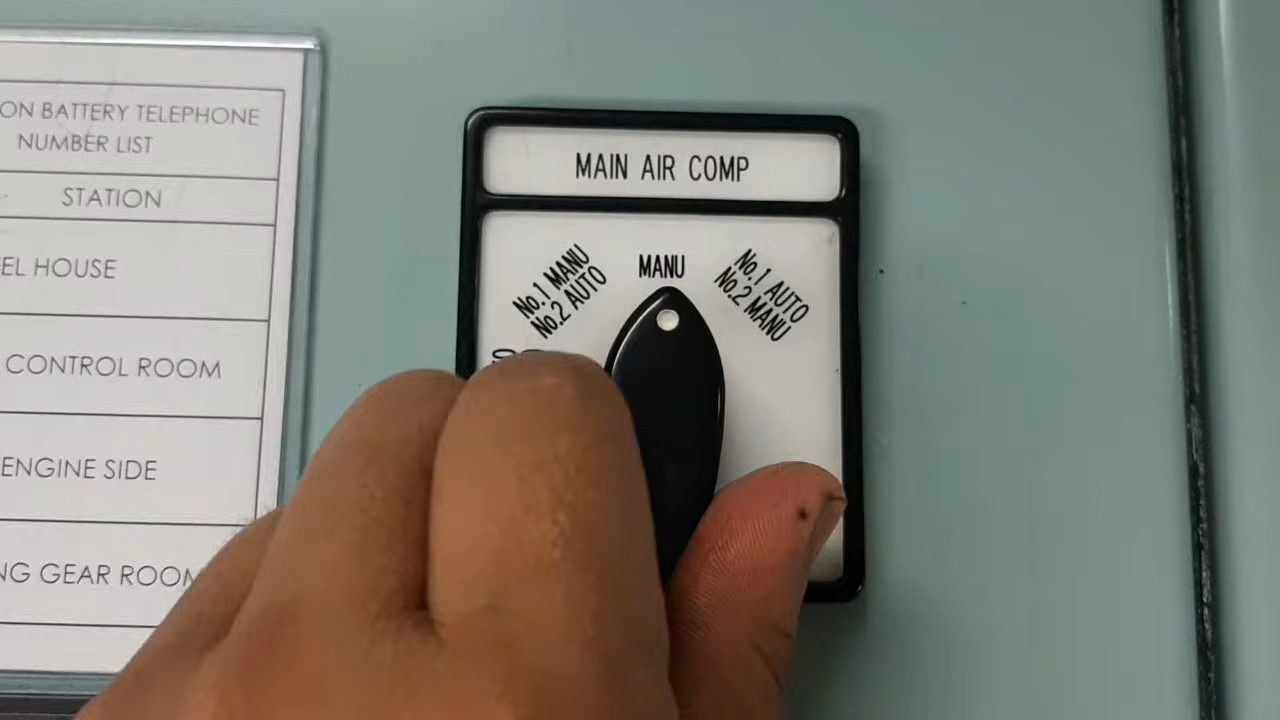 ON BATTERY TELEPHONE
NUMBER LIST
STATION
EL HOUSE
CONTROL ROOM
ENGINE SIDE
NG GEAR ROOM
MAIN AIR COMP
No.1 MANU
No.2 AUTO
MANU
No.1 AUTO
No.2 MANU